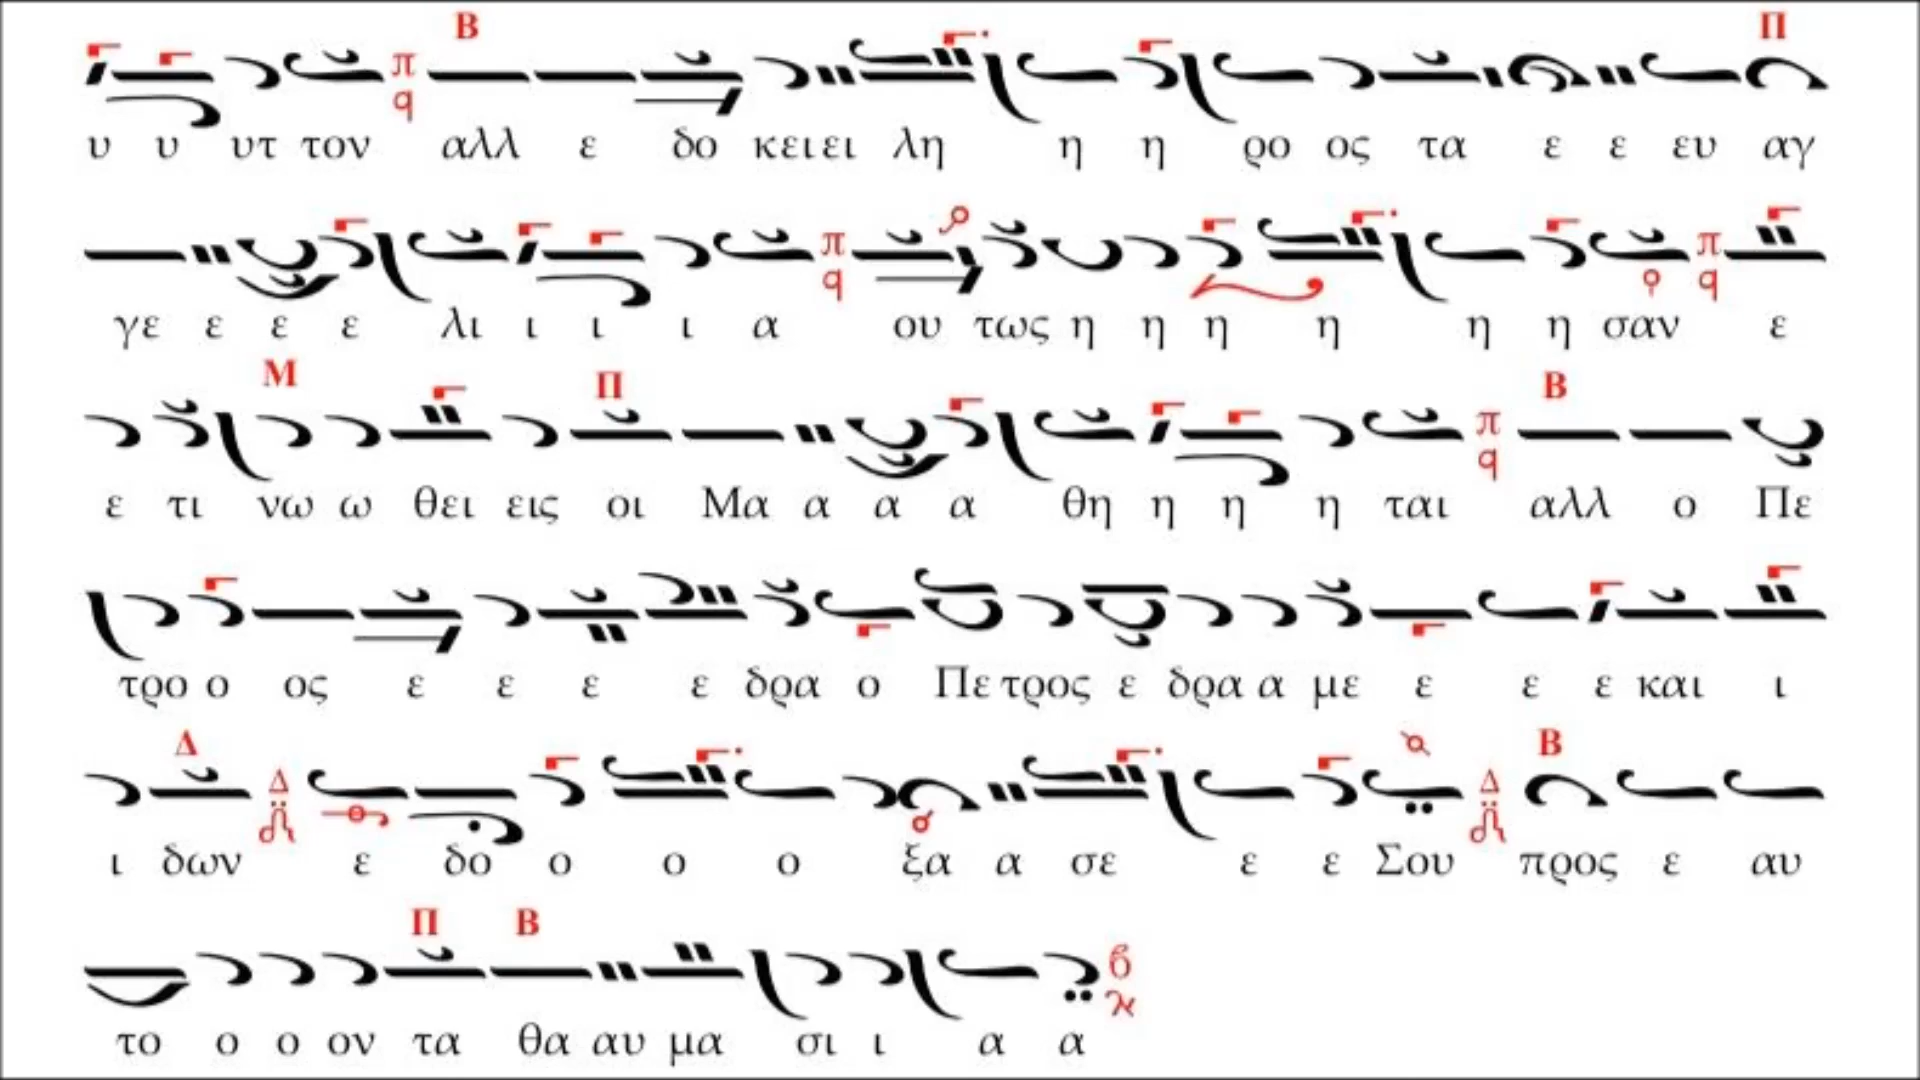 Β Π
π
q
υ υ υτ τον αλλ ε δο κειει λη η η ρο ος τα ε ε ευ αγ
π π
q q
γε ε ε ε λι ι ι ι α ου τως η η η η η η σαν ε
Μ Π Β
π
q
ε τι νω ω θει εις οι Μα α α α θη η η η ται αλλ ο Πε
τρο ο ος ε ε ε ε δρα ο Πε τρος ε δρα α με ε ε ε και ι
Δ Β
Δ Δ
ι δων ε δο ο ο ο ξα α σε ε ε Σου προς ε αυ
Π Β
το ο ο ον τα θα αυ μα σι ι α α